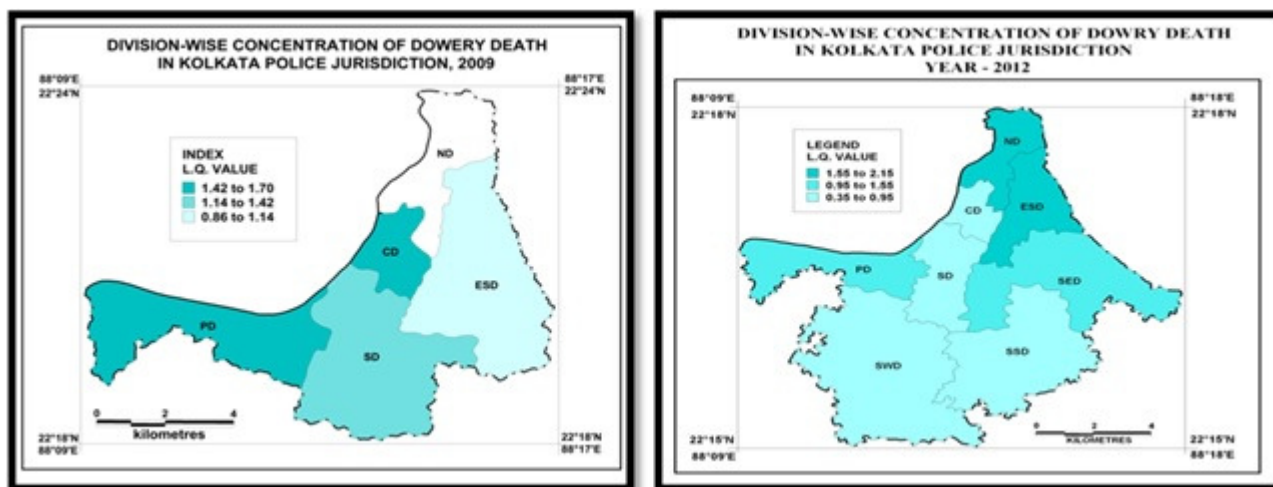 DIVISION-WISE CONCENTRATION OF DOWERY DEATH
IN KOLKATA POLICE JURISDICTION, 2009
88°09'E
88°17'E
22°24'N
22°24'N
INDEX
L.Q. VALUE
1.42 to 1.70
1.14 to 1.42
0.86 to 1.14
ND
CD
ESD
PD
SD
0 2 4
kilometres
22°18'N
22°18'N
88°09'E
88°17'E
DIVISION-WISE CONCENTRATION OF DOWRY DEATH
IN KOLKATA POLICE JURISDICTION
YEAR - 2012
88°09'E
88°18'E
22°18'N
22°18'N
LEGEND
L.Q. VALUE
1.55 to 2.15
0.95 to 1.55
0.35 to 0.95
ND
CD
ESD
PD
SD
SED
SWD
SSD
0 2 4
KILOMETRES
22°15'N
22°15'N
88°09'E
88°18'E